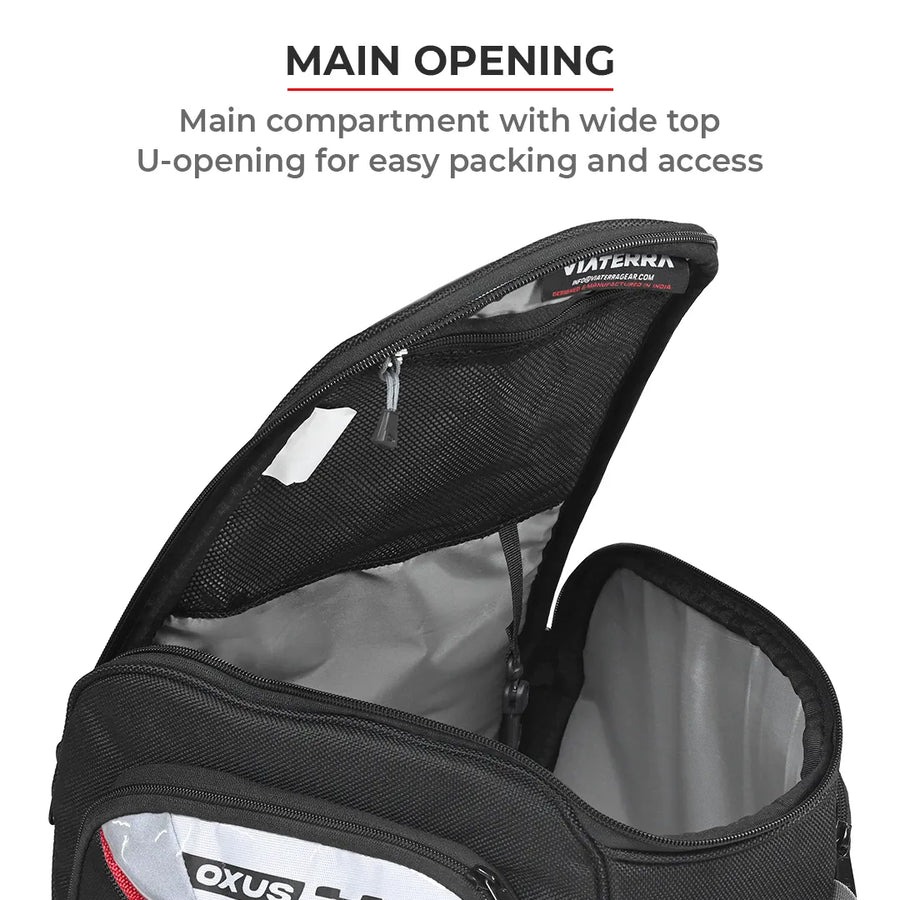 MAIN OPENING
Main compartment with wide top
U-opening for easy packing and access
VIATERRA
INFO@VIATERRAGEAR.COM
DESIGNED & MANUFACTURED IN INDIA
OXUS